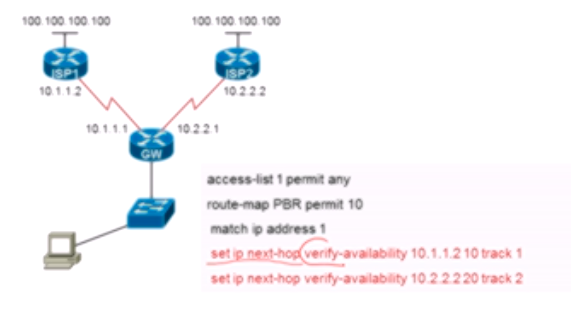 100.100.100.100
100.100.100.100
ISP1
ISP2
10.1.1.2
10.2.2.2
10.1.1.1
10.2.2.1
GW
access-list 1 permit any
route-map PBR permit 10
match ip address 1
set ip next-hop verify-availability 10.1.1.2 10 track 1
set ip next-hop verify-availability 10.2.2.2 20 track 2